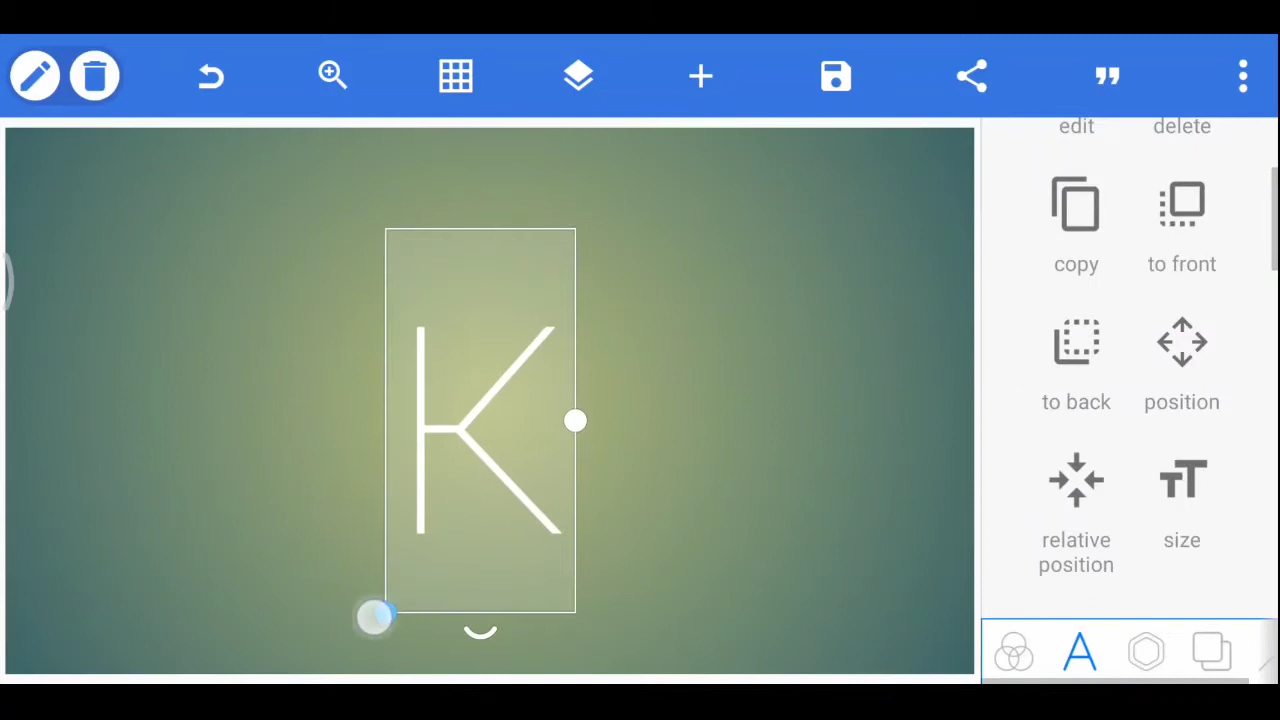 edit delete
copy to front
K
to back position
relative position size